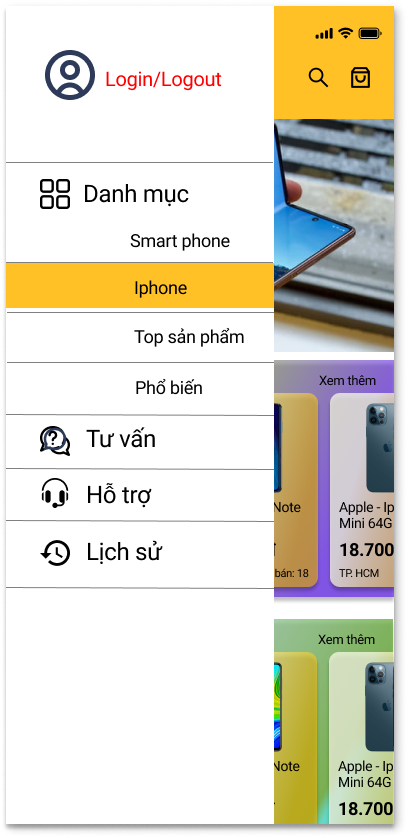 Login/Logout
Danh mục
Smart phone
Iphone
Top sản phẩm
Phổ biến
Tư vấn
Hỗ trợ
Lịch sử
Xem thêm
Note
bán: 18
Apple - Ip
Mini 64G
18.700
TP. HCM
Xem thêm
Note
Apple - Ip
Mini 64G
18.700